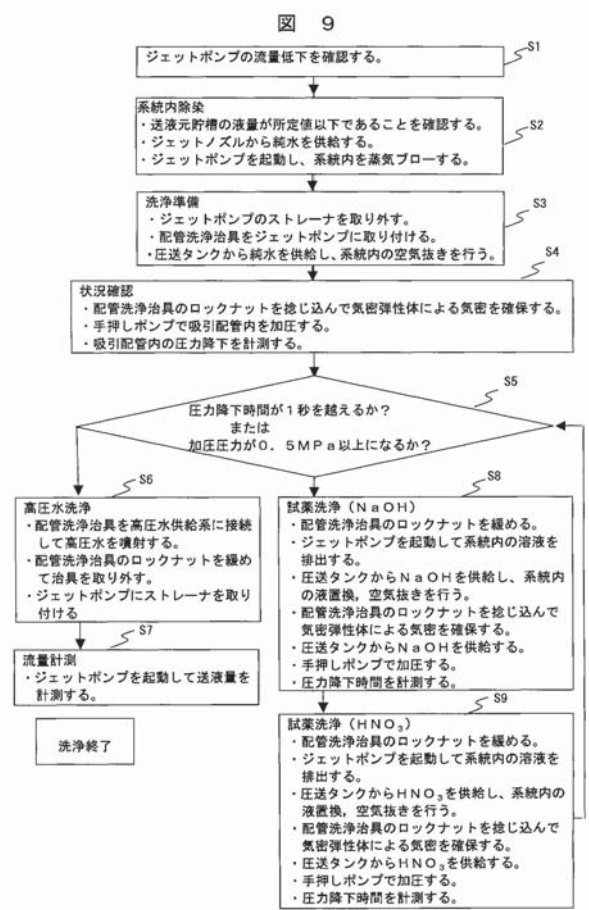 図 9
ジェットポンプの流量低下を確認する。
S1
系統内除染
・送液元貯槽の液量が所定値以下であることを確認する。
・ジェットノズルから純水を供給する。
・ジェットポンプを起動し、系統内を蒸気ブローする。
S2
洗浄準備
・ジェットポンプのストレーナを取り外す。
・配管洗浄治具をジェットポンプに取り付ける。
・圧送タンクから純水を供給し、系統内の空気抜きを行う。
S3
S4
状況確認
・配管洗浄治具のロックナットを捻じ込んで気密弾性体による気密を確保する。
・手押しポンプで吸引配管内を加圧する。
・吸引配管内の圧力降下を計測する。
S5
圧力降下時間が1秒を越えるか?
または
加圧圧力が0.5MPa以上になるか?
S6
高圧水洗浄
・配管洗浄治具を高圧水供給系に接続
して高圧水を噴射する。
・配管洗浄治具のロックナットを緩め
て治具を取り外す。
・ジェットポンプにストレーナを取り
付ける
S7
流量計測
・ジェットポンプを起動して送液量を
計測する。
洗浄終了
S8
試薬洗浄(NaOH)
・配管洗浄治具のロックナットを緩める。
・ジェットポンプを起動して系統内の溶液を
排出する。
・圧送タンクからNaOHを供給し、系統内
の液置換，空気抜きを行う。
・配管洗浄治具のロックナットを捻じ込んで
気密弾性体による気密を確保する。
・圧送タンクからNaOHを供給する。
・手押しポンプで加圧する。
・圧力降下時間を計測する。
S9
試薬洗浄(HNO₃)
・配管洗浄治具のロックナットを緩める。
・ジェットポンプを起動して系統内の溶液を
排出する。
・圧送タンクからHNO₃を供給し、系統内の
液置換，空気抜きを行う。
・配管洗浄治具のロックナットを捻じ込んで
気密弾性体による気密を確保する。
・圧送タンクからHNO₃を供給する。
・手押しポンプで加圧する。
・圧力降下時間を計測する。